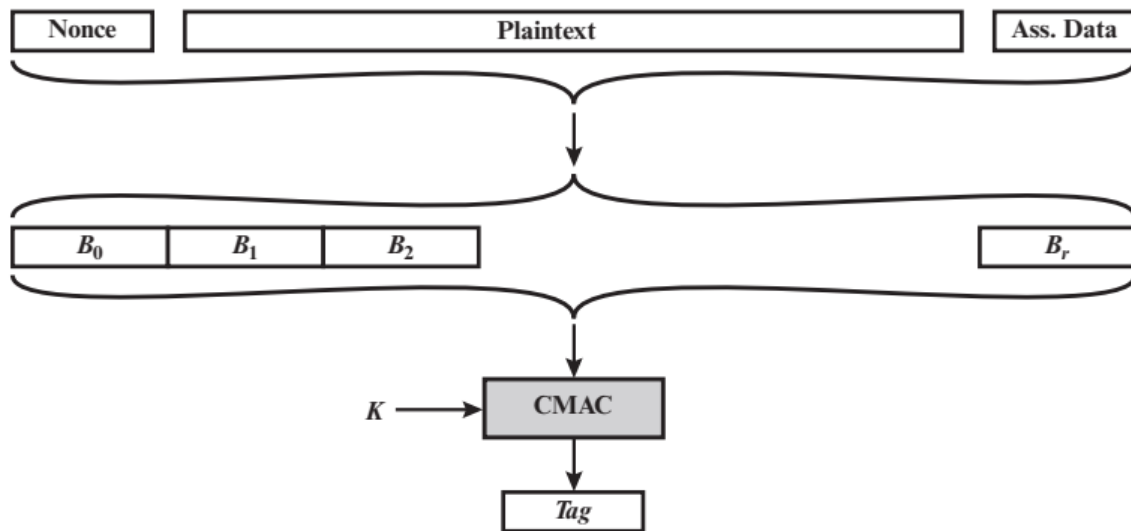 Nonce Plaintext Ass. Data
B₀ B₁ B₂ Bᵣ
K CMAC
Tag